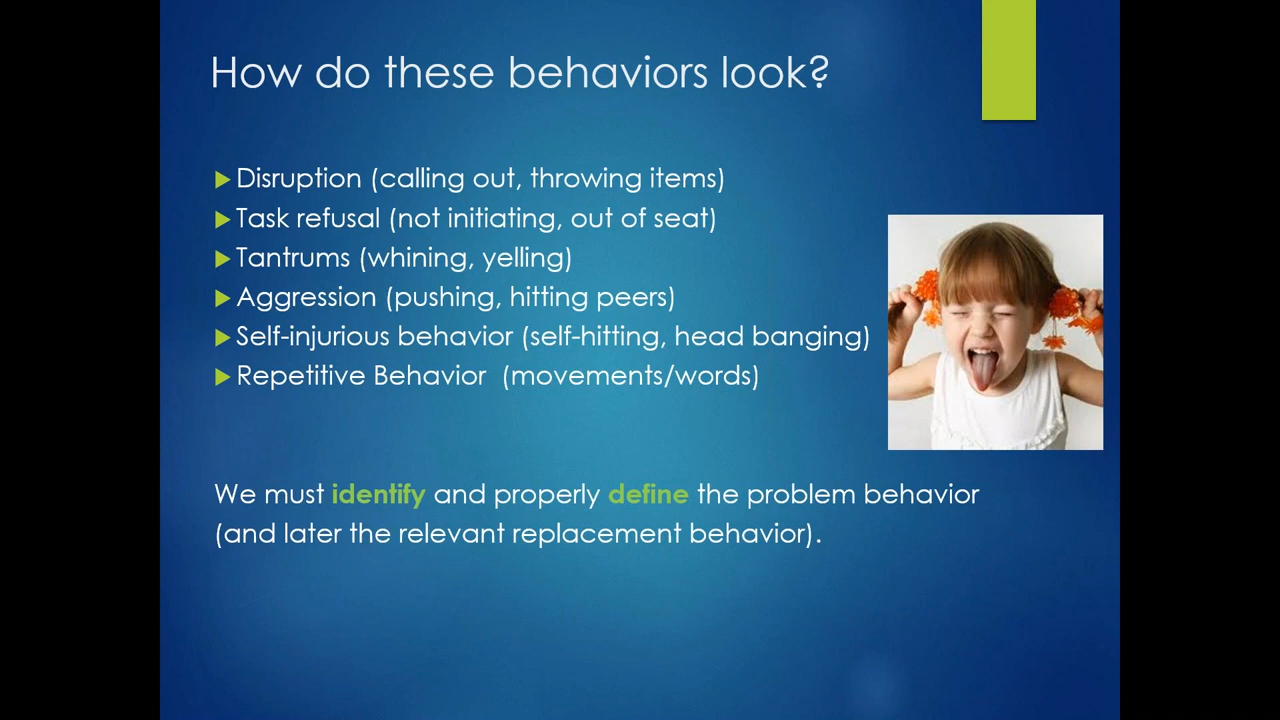 How do these behaviors look?
Disruption (calling out, throwing items)
Task refusal (not initiating, out of seat)
Tantrums (whining, yelling)
Aggression (pushing, hitting peers)
Self-injurious behavior (self-hitting, head banging)
Repetitive Behavior  (movements/words)
We must identify and properly define the problem behavior
(and later the relevant replacement behavior).